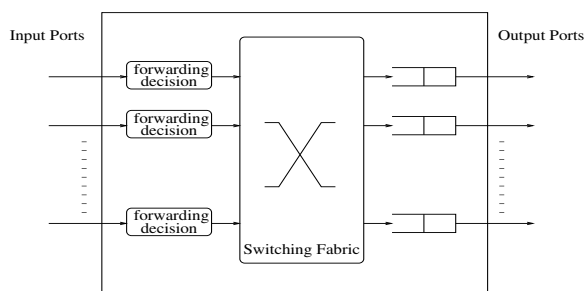 Input Ports
Output Ports
forwarding
decision
forwarding
decision
forwarding
decision
Switching Fabric